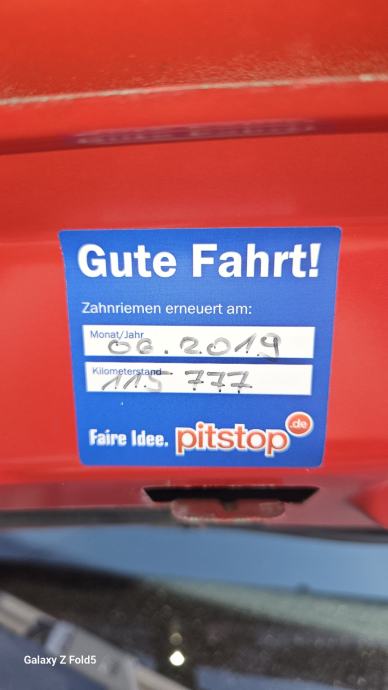 Gute Fahrt!
Zahnriemen erneuert am:
Monat/Jahr
06.2019
Kilometerstand
115 777
Faire Idee. pitstop.de
Galaxy Z Fold5